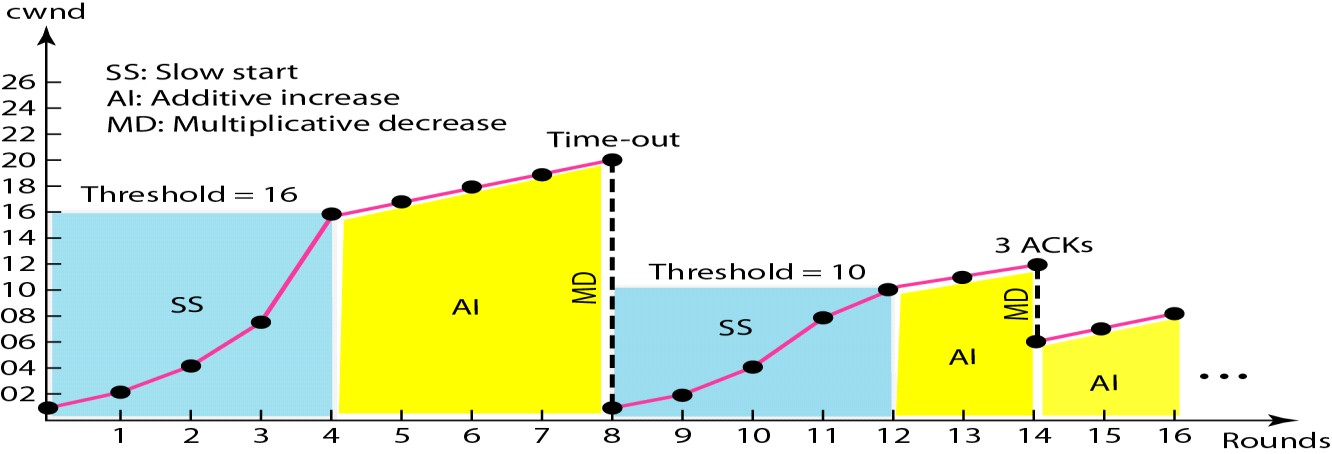 cwnd
SS: Slow start
AI: Additive increase
MD: Multiplicative decrease
26
24
22
20
18
16
14
12
10
08
06
04
02
Time-out
Threshold = 16
3 ACKs
Threshold = 10
SS
AI
MD
SS
AI
MD
AI
...
1 2 3 4 5 6 7 8 9 10 11 12 13 14 15 16 Rounds